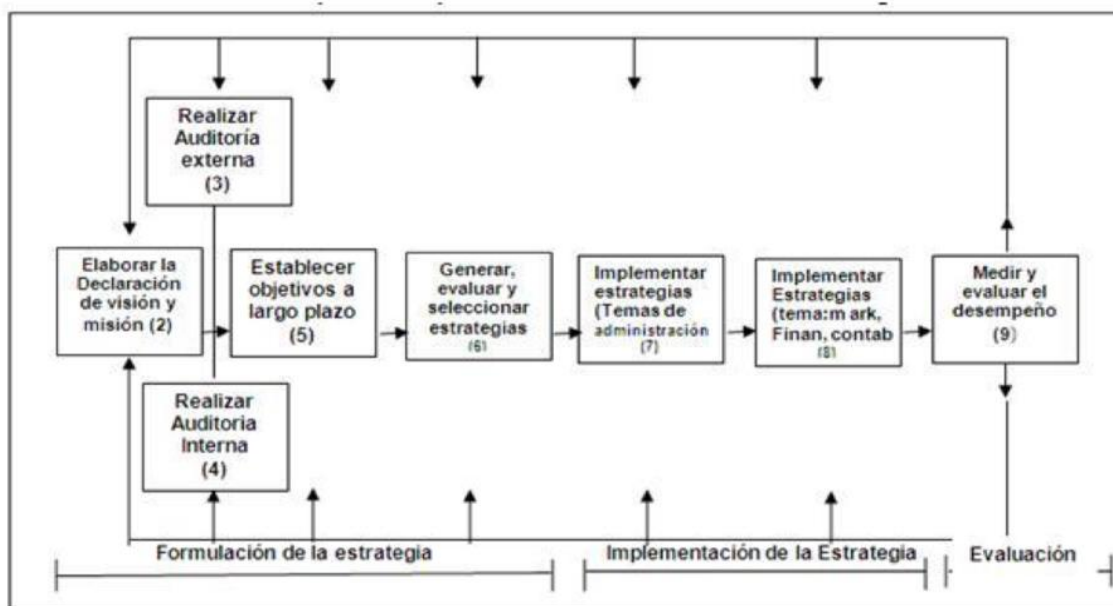 Realizar
Auditoría
externa
(3)
Elaborar la
Declaración
de visión y
misión (2)
Establecer
objetivos a
largo plazo
(5)
Generar,
evaluar y
seleccionar
estrategias
(6)
Implementar
estrategias
(Temas de
administración
(7)
Implementar
Estrategias
(tema:m ark,
Finan, contab
(8)
Medir y
evaluar el
desempeño
(9)
Realizar
Auditoria
Interna
(4)
Formulación de la estrategia
Implementación de la Estrategia
Evaluación